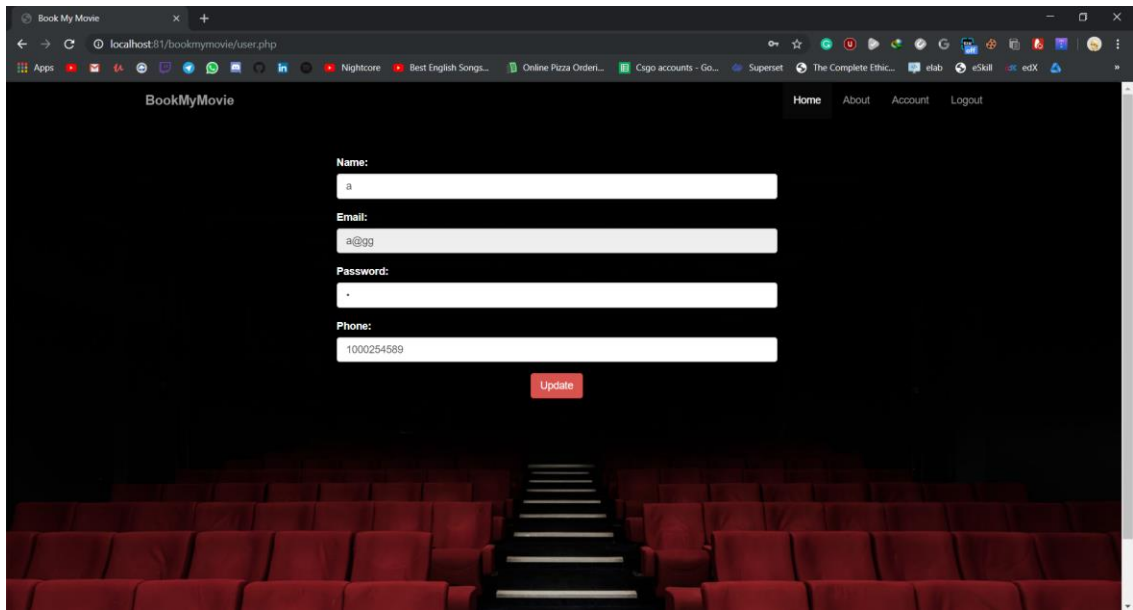 Book My Movie
localhost:81/bookmymovie/user.php
Apps Nightcore Best English Songs... Online Pizza Orderi... Csgo accounts - Go... Superset The Complete Ethic... elab eSkill edX
BookMyMovie Home About Account Logout
Name:
a
Email:
a@gg
Password:
Phone:
1000254589
Update